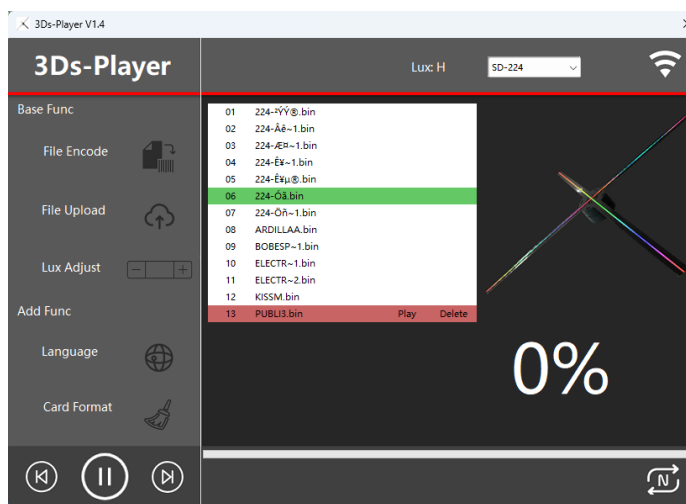 3Ds-Player V1.4
3Ds-Player
Lux: H
SD-224
Base Func
File Encode
File Upload
Lux Adjust
Add Func
Language
Card Format
01 224-²ÝÝ®.bin
02 224-Âê~1.bin
03 224-Æ¤~1.bin
04 224-Ê¥~1.bin
05 224-Ê¥µ®.bin
06 224-Óã.bin
07 224-Öñ~1.bin
08 ARDILLAA.bin
09 BOBESP~1.bin
10 ELECTR~1.bin
11 ELECTR~2.bin
12 KISSM.bin
13 PUBLI3.bin Play Delete
0%
N